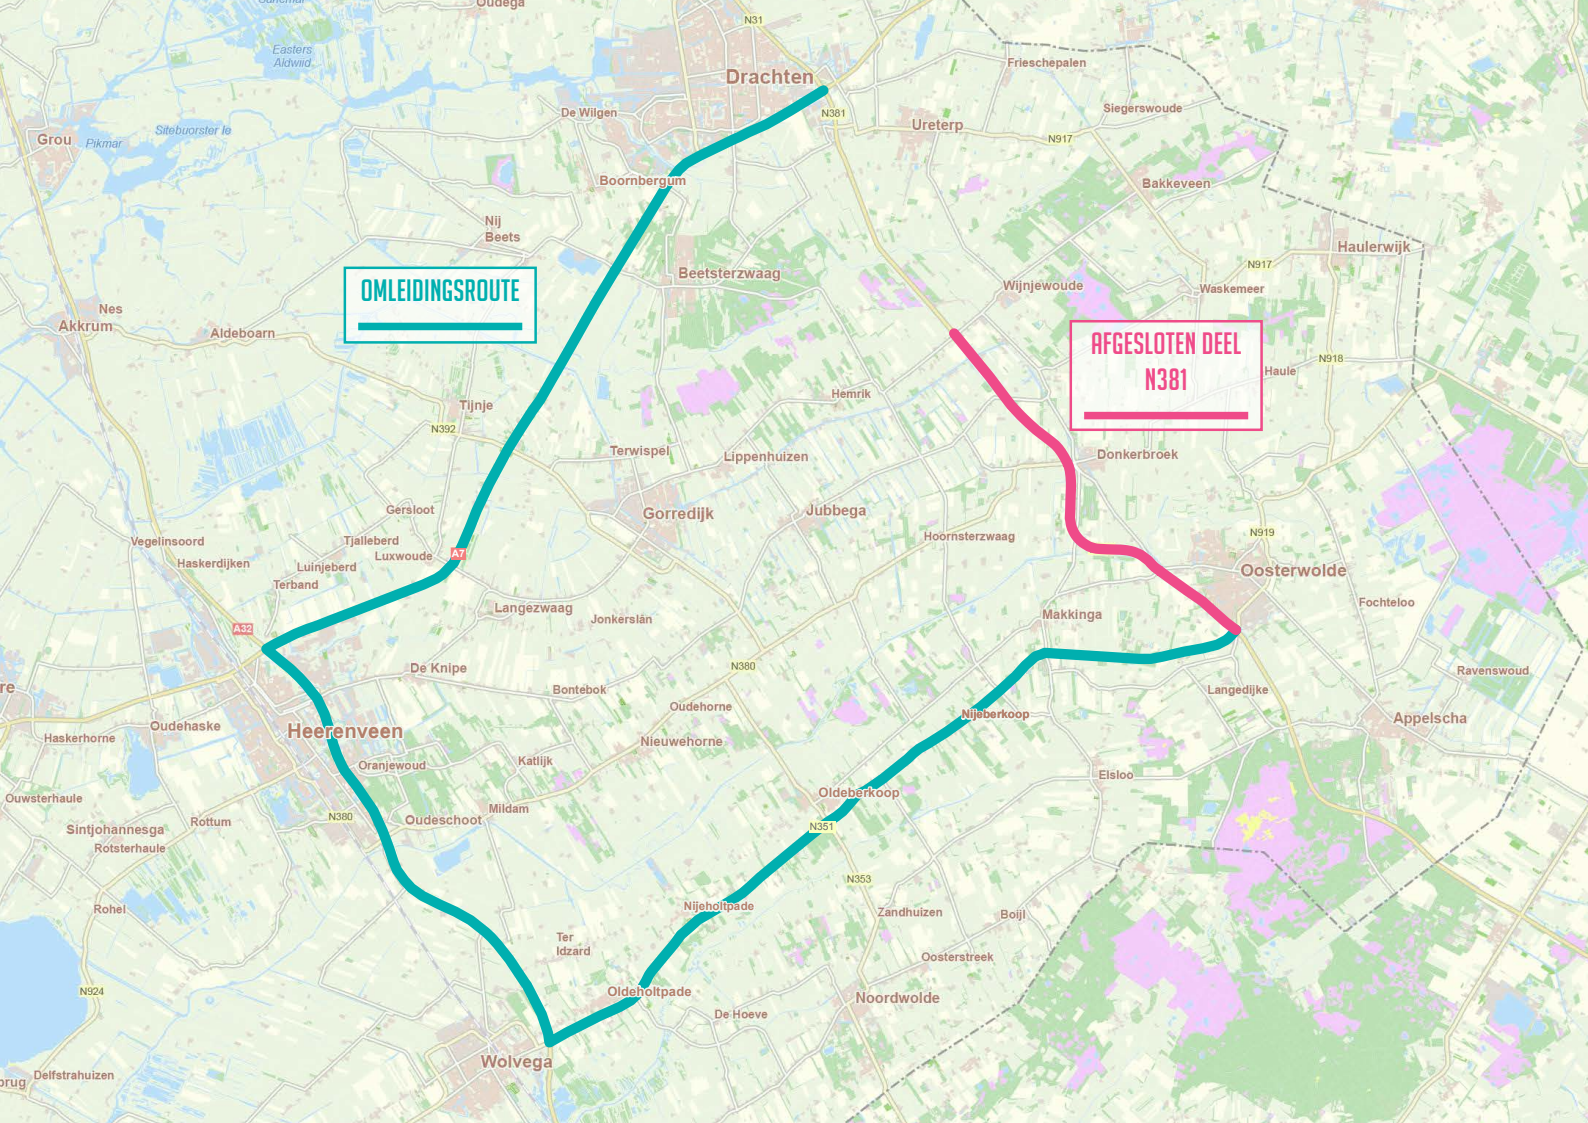 Oudega
N31
Easters
Aldwiid
Drachten
Frieschepalen
De Wilgen
N381
Siegerswoude
Ureterp
Sitebuorster Ie
Grou
Pikmar
N917
Boornbergum
Bakkeveen
Nij
Beets
Haulerwijk
N917
Beetsterzwaag
OMLEIDINGSROUTE
Wijnjewoude
Waskemeer
Nes
Akkrum
Aldeboarn
AFGESLOTEN DEEL
N381
N918
Haule
Hemrik
Tijnje
N392
Terwispel
Lippenhuizen
Donkerbroek
Gersloot
Gorredijk
Jubbega
N919
Vegelinsoord
Tjalleberd
Hoornsterzwaag
Haskerdijken
Luxwoude
A7
Luinjeberd
Oosterwolde
Terband
Langezwaag
Jonkerslân
Makkinga
Fochteloo
A32
De Knipe
N380
Ravenswoud
re
Bontebok
Langedijke
Oudehorne
Nijeberkoop
Appelscha
Oudehaske
Heerenveen
Haskerhorne
Nieuwehorne
Oranjewoud
Katlijk
Elsloo
Ouwsterhaule
Oldeberkoop
Mildam
Rottum
N380
Oudeschoot
N351
Sintjohannesga
Rotsterhaule
N353
Rohel
Nijeholtpade
Zandhuizen
Boijl
Ter
Idzard
Oosterstreek
N924
Oldeholtpade
Noordwolde
De Hoeve
Wolvega
Delfstrahuizen
brug